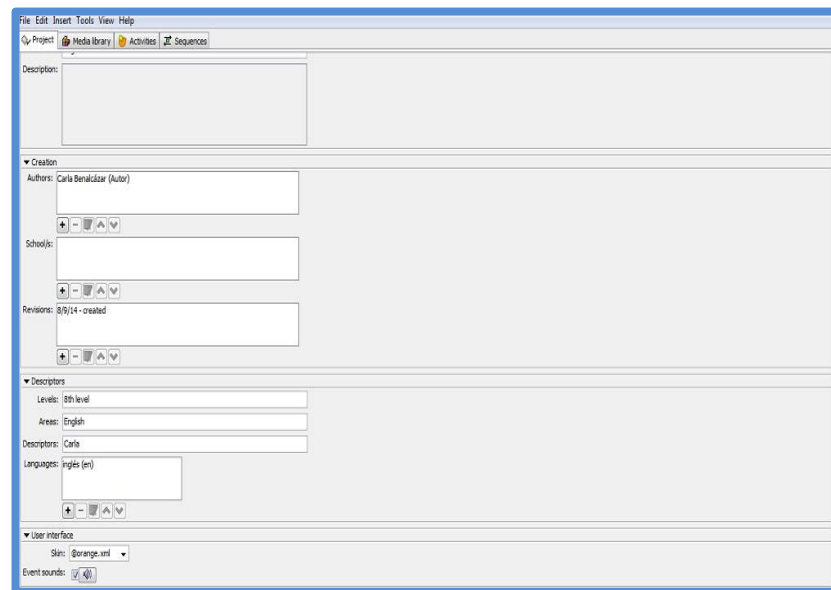 File Edit Insert Tools View Help
Project Media library Activities Sequences
Description:
Creation
Authors: Carla Benalcázar (Autor)
School/s:
Revisions: 8/9/14 - created
Descriptors
Levels: 8th level
Areas: English
Descriptors: Carla
Languages: inglés (en)
User interface
Skin: @orange.xml
Event sounds: